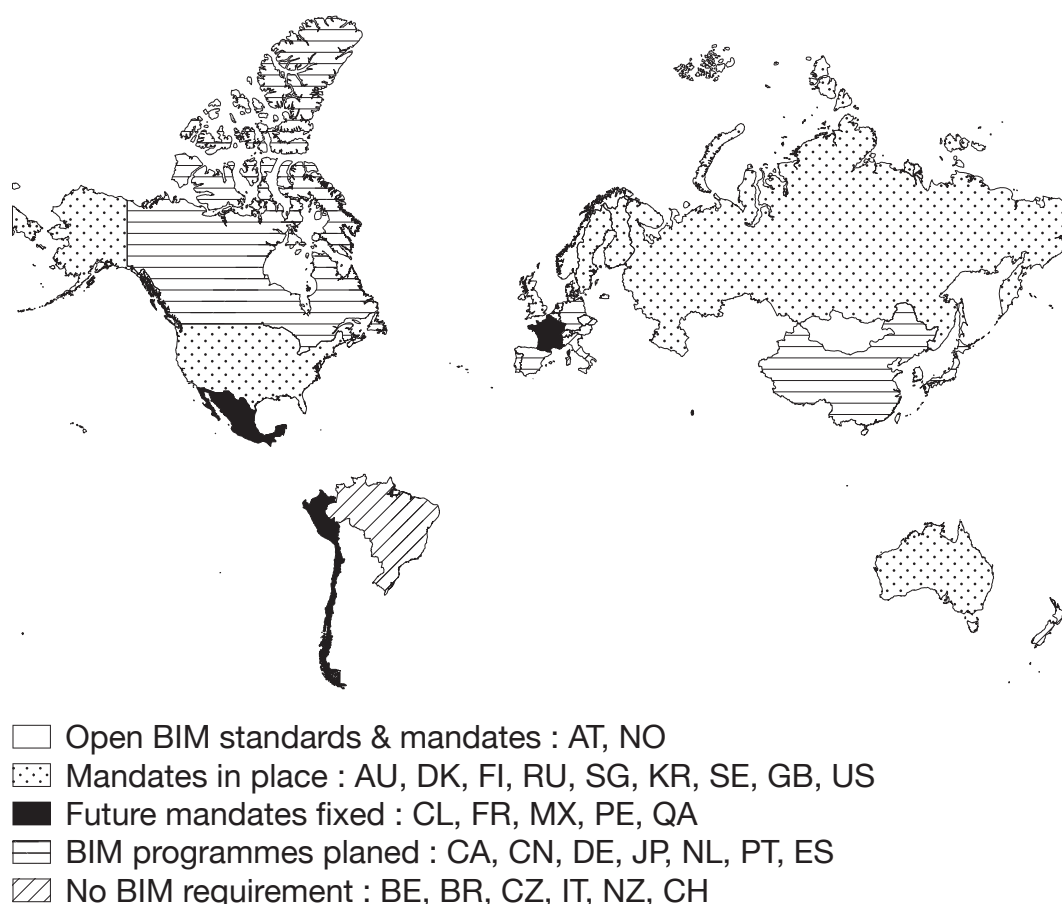 Open BIM standards & mandates : AT, NO
Mandates in place : AU, DK, FI, RU, SG, KR, SE, GB, US
Future mandates fixed : CL, FR, MX, PE, QA
BIM programmes planed : CA, CN, DE, JP, NL, PT, ES
No BIM requirement : BE, BR, CZ, IT, NZ, CH